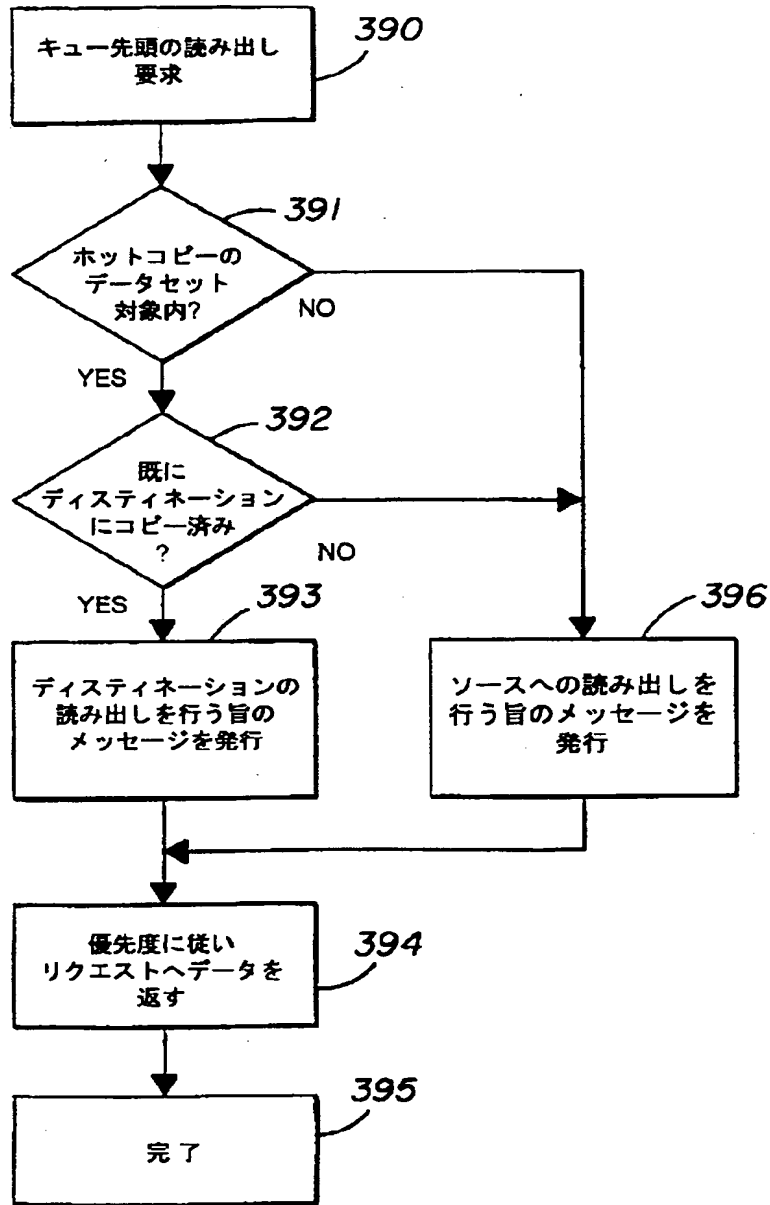 キュー先頭の読み出し
要求
390
391
ホットコピーの
データセット
対象内?
NO
YES
392
既に
ディスティネーション
にコピー済み
?
NO
YES
393
ディスティネーションの
読み出しを行う旨の
メッセージを発行
396
ソースへの読み出しを
行う旨のメッセージを
発行
優先度に従い
リクエストへデータを
返す
394
完了
395